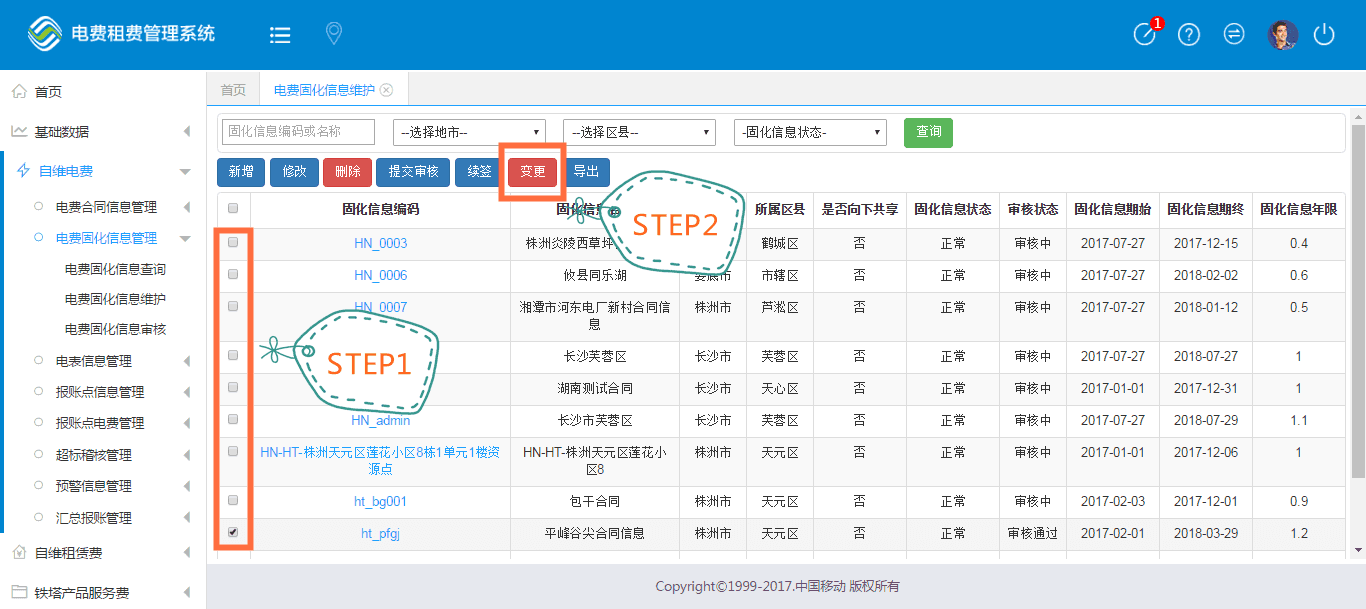 电费租费管理系统
1
首页
基础数据
自维电费
电费合同信息管理
电费固化信息管理
电费固化信息查询
电费固化信息维护
电费固化信息审核
电表信息管理
报账点信息管理
报账点电费管理
超标稽核管理
预警信息管理
汇总报账管理
自维租赁费
铁塔产品服务费
首页 电费固化信息维护
固化信息编码或名称 --选择地市-- --选择区县-- -固化信息状态- 查询
新增 修改 删除 提交审核 续签 变更 导出
固化信息编码 固化信息 所属区县 是否向下共享 固化信息状态 审核状态 固化信息期始 固化信息期终 固化信息年限
HN_0003 株洲炎陵西草坪 鹤城区 否 正常 审核中 2017-07-27 2017-12-15 0.4
HN_0006 攸县同乐湖 娄底市 市辖区 否 正常 审核中 2017-07-27 2018-02-02 0.6
HN_0007 湘潭市河东电厂新村合同信
息 株洲市 芦淞区 否 正常 审核中 2017-07-27 2018-01-12 0.5
长沙芙蓉区 长沙市 芙蓉区 否 正常 审核中 2017-07-27 2018-07-27 1
湖南测试合同 长沙市 天心区 否 正常 审核中 2017-01-01 2017-12-31 1
HN_admin 长沙市芙蓉区 长沙市 芙蓉区 否 正常 审核中 2017-07-27 2018-07-29 1.1
HN-HT-株洲天元区莲花小区8栋1单元1楼资 HN-HT-株洲天元区莲花小 株洲市 天元区 否 正常 审核中 2017-01-01 2017-12-06 1
源点 区8
ht_bg001 包干合同 株洲市 天元区 否 正常 审核中 2017-02-03 2017-12-01 0.9
ht_pfgj 平峰谷尖合同信息 株洲市 天元区 否 正常 审核通过 2017-02-01 2018-03-29 1.2
STEP1
STEP2
Copyright©1999-2017.中国移动 版权所有